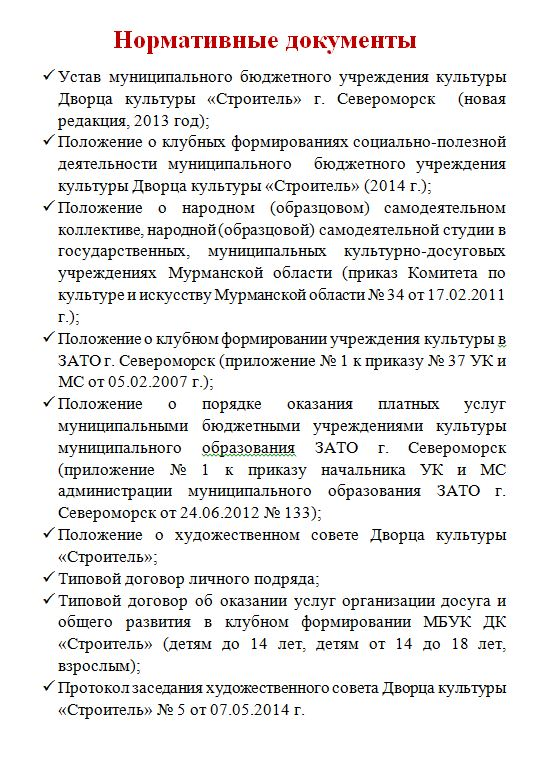 Нормативные документы
✓ Устав муниципального бюджетного учреждения культуры
Дворца культуры «Строитель» г. Североморск (новая
редакция, 2013 год);
✓ Положение о клубных формированиях социально-полезной
деятельности муниципального бюджетного учреждения
культуры Дворца культуры «Строитель» (2014 г.);
✓ Положение о народном (образцовом) самодеятельном
коллективе, народной (образцовой) самодеятельной студии в
государственных, муниципальных культурно-досуговых
учреждениях Мурманской области (приказ Комитета по
культуре и искусству Мурманской области № 34 от 17.02.2011
г.);
✓ Положение о клубном формировании учреждения культуры в
ЗАТО г. Североморск (приложение № 1 к приказу № 37 УК и
МС от 05.02.2007 г.);
✓ Положение о порядке оказания платных услуг
муниципальными бюджетными учреждениями культуры
муниципального образования ЗАТО г. Североморск
(приложение № 1 к приказу начальника УК и МС
администрации муниципального образования ЗАТО г.
Североморск от 24.06.2012 № 133);
✓ Положение о художественном совете Дворца культуры
«Строитель»;
✓ Типовой договор личного подряда;
✓ Типовой договор об оказании услуг организации досуга и
общего развития в клубном формировании МБУК ДК
«Строитель» (детям до 14 лет, детям от 14 до 18 лет,
взрослым);
✓ Протокол заседания художественного совета Дворца культуры
«Строитель» № 5 от 07.05.2014 г.